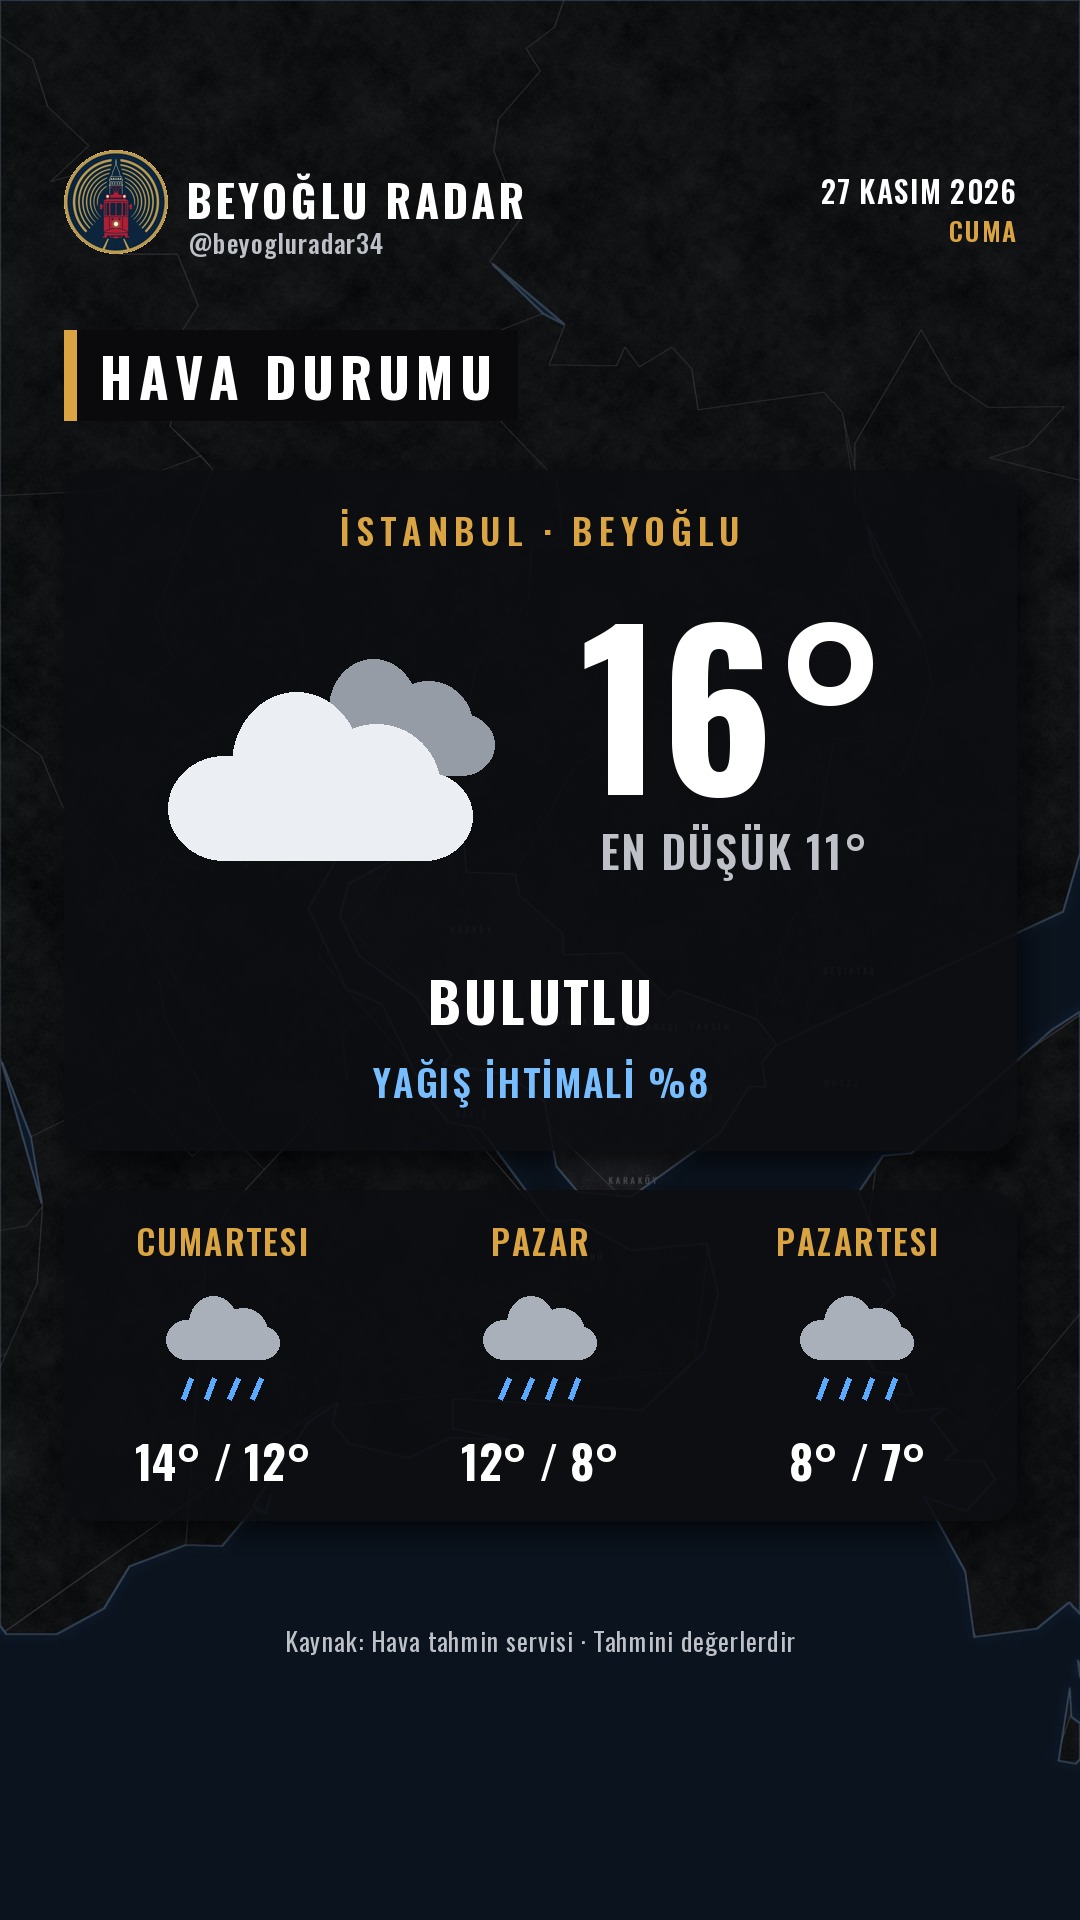 BEYOĞLU RADAR
@beyogluradar34
27 KASIM 2026
CUMA
HAVA DURUMU
İSTANBUL · BEYOĞLU
16°
EN DÜŞÜK 11°
BULUTLU
YAĞIŞ İHTİMALİ %8
KARAKÖY
CUMARTESI
PAZAR
PAZARTESI
14° / 12°
12° / 8°
8° / 7°
Kaynak: Hava tahmin servisi · Tahmini değerlerdir